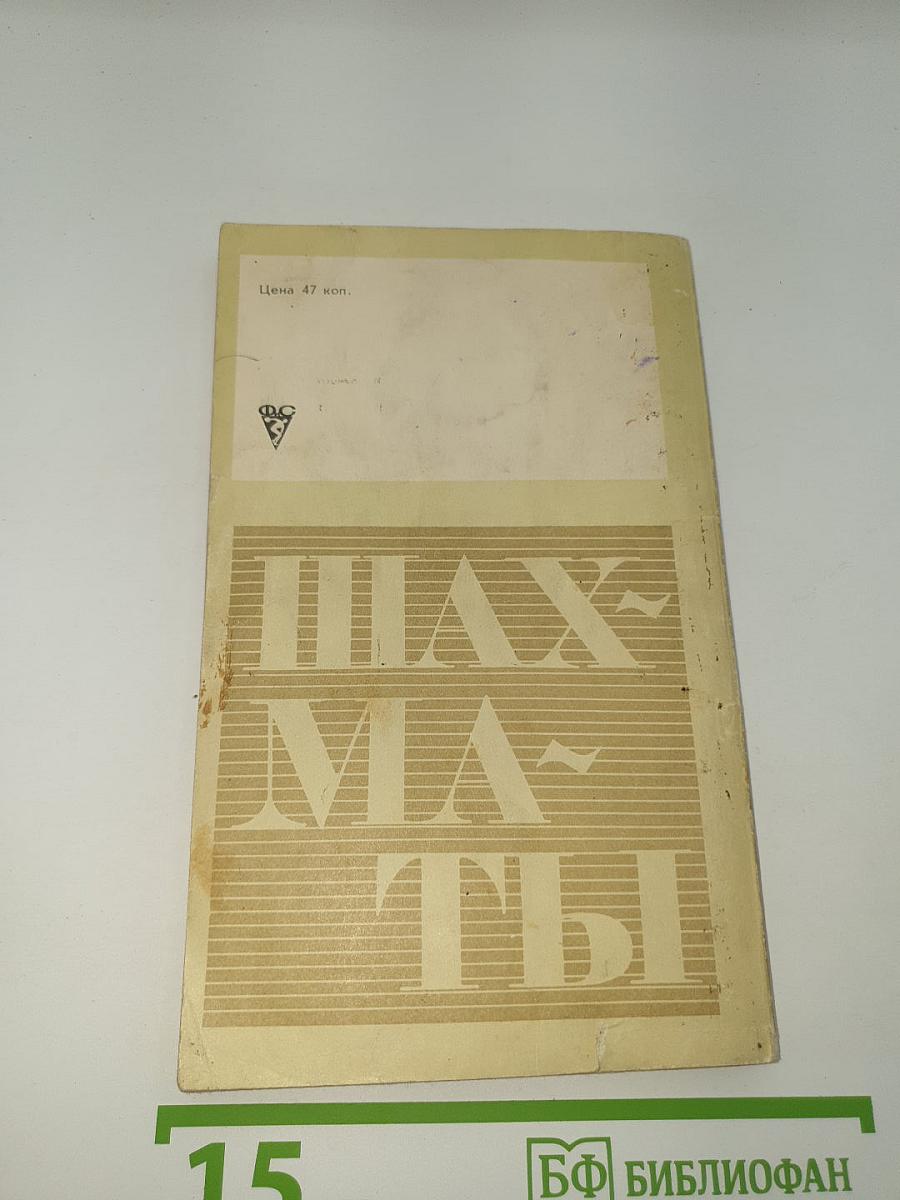 Цена 47 коп.
ФиС
ШАХ-
МА-
ТЫ
15
БФ БИБЛИОФАН